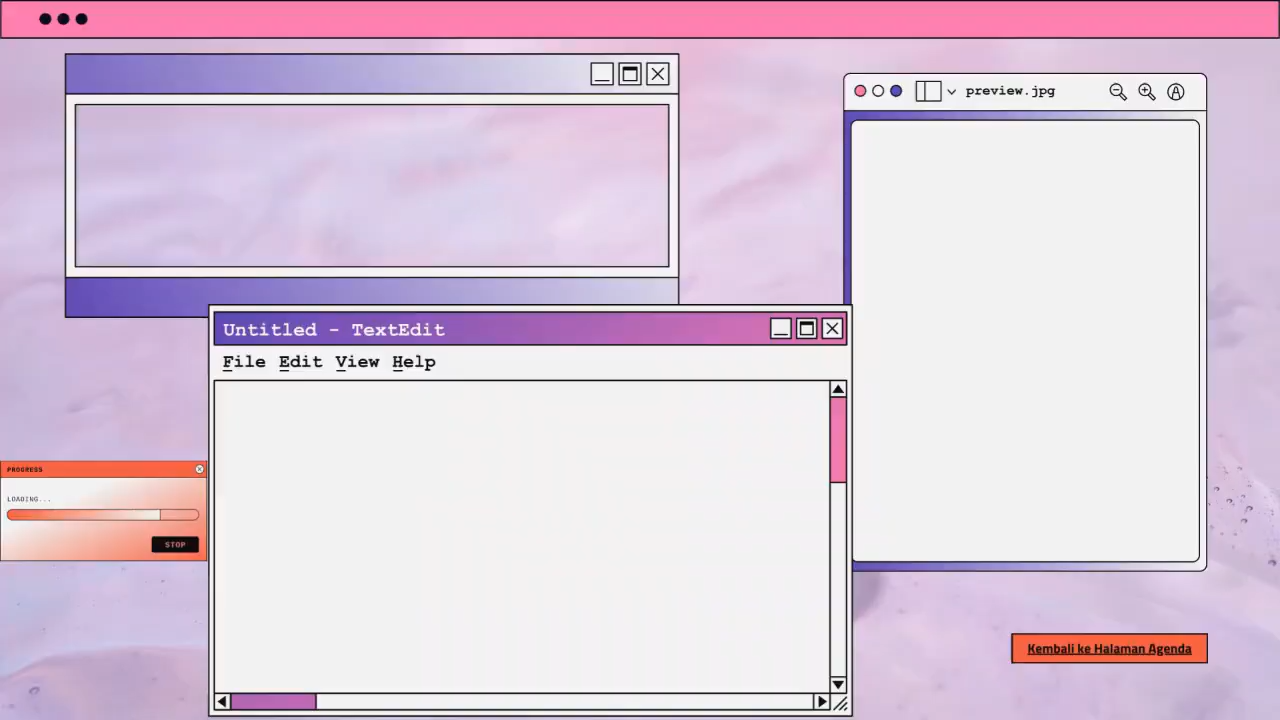 preview.jpg
Untitled - TextEdit
File Edit View Help
PROGRESS
LOADING...
STOP
Kembali ke Halaman Agenda